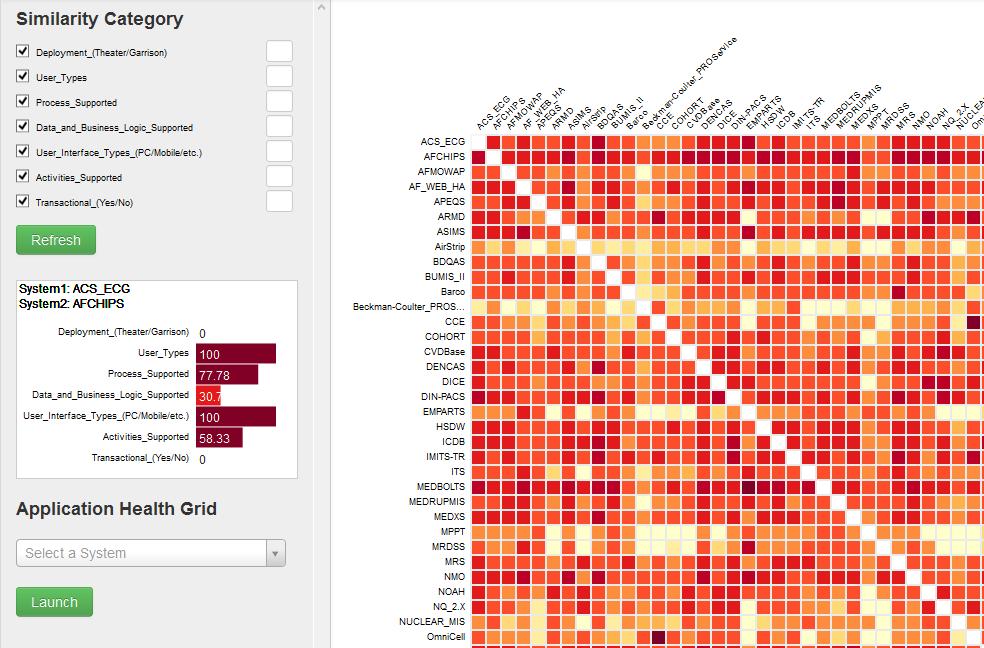 Similarity Category
Deployment_(Theater/Garrison)
User_Types
Process_Supported
Data_and_Business_Logic_Supported
User_Interface_Types_(PC/Mobile/etc.)
Activities_Supported
Transactional_(Yes/No)
Refresh
System1: ACS_ECG
System2: AFCHIPS
Deployment_(Theater/Garrison) 0
User_Types 100
Process_Supported 77.78
Data_and_Business_Logic_Supported 30.7
User_Interface_Types_(PC/Mobile/etc.) 100
Activities_Supported 58.33
Transactional_(Yes/No) 0
Application Health Grid
Select a System
Launch
ACS_ECG
AFCHIPS
AFMOWAP
AF_WEB_HA
APEQS
ARMD
ASIMS
AirStrip
BDQAS
BUMIS_II
Barco
Beckman-Coulter_PROService
CCE
COHORT
CVDBase
DENCAS
DICE
DIN-PACS
EMPARTS
HSDW
ICDB
IMITS-TR
ITS
MEDBOLTS
MEDRUPMIS
MEDXS
MPPT
MRDSS
MRS
NMO
NOAH
NQ_2.X
NUCLEAR
Om
ACS_ECG
AFCHIPS
AFMOWAP
AF_WEB_HA
APEQS
ARMD
ASIMS
AirStrip
BDQAS
BUMIS_II
Barco
Beckman-Coulter_PROS...
CCE
COHORT
CVDBase
DENCAS
DICE
DIN-PACS
EMPARTS
HSDW
ICDB
IMITS-TR
ITS
MEDBOLTS
MEDRUPMIS
MEDXS
MPPT
MRDSS
MRS
NMO
NOAH
NQ_2.X
NUCLEAR_MIS
OmniCell